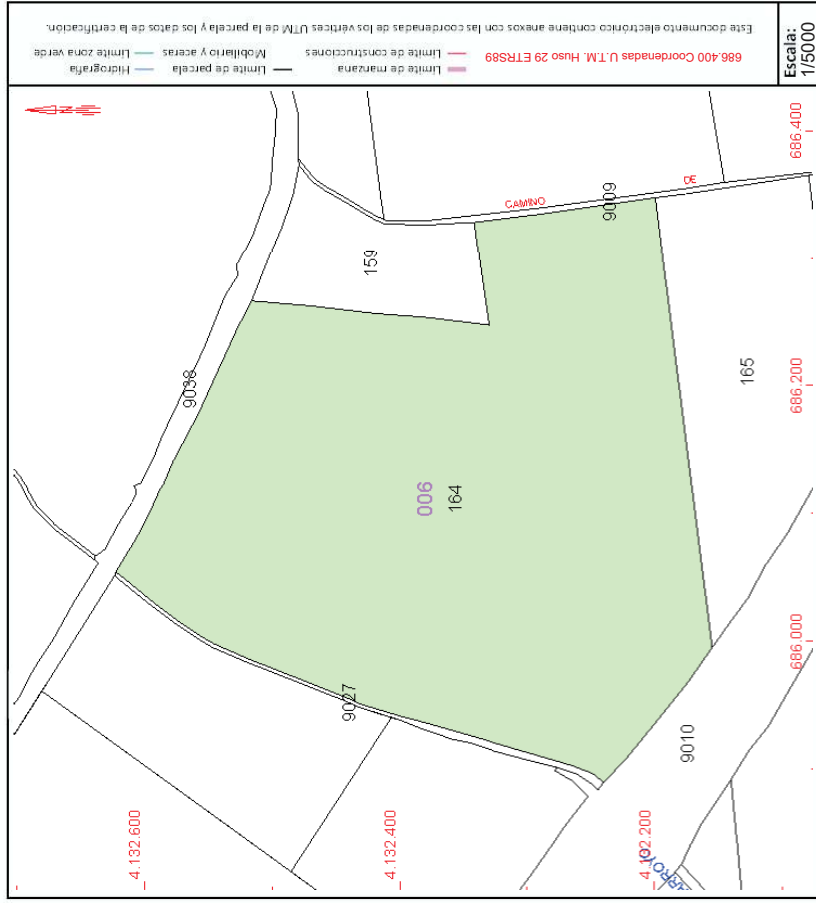 Este documento electrónico contiene anexos con las coordenadas de los vértices UTM de la parcela y los datos de la certificación.
686.400 Coordenadas U.T.M. Huso 29 ETRS89
Límite de manzana
Límite de construcciones
Límite de parcela
Mobiliario y aceras
Hidrografía
Límite zona verde
Escala:
1/5000
4.132.600
4.132.400
4.132.200
686.400
686.200
686.000
9038
159
CAMINO
DE
9009
006
164
165
9027
9010
ARROYO